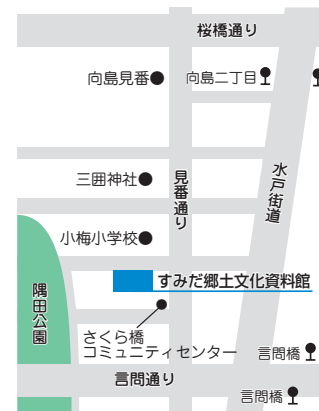 桜橋通り
向島見番
向島二丁目
三囲神社
見番通り
水戸街道
小梅小学校
すみだ郷土文化資料館
隅田公園
さくら橋
コミュニティセンター
言問橋
言問通り
言問橋